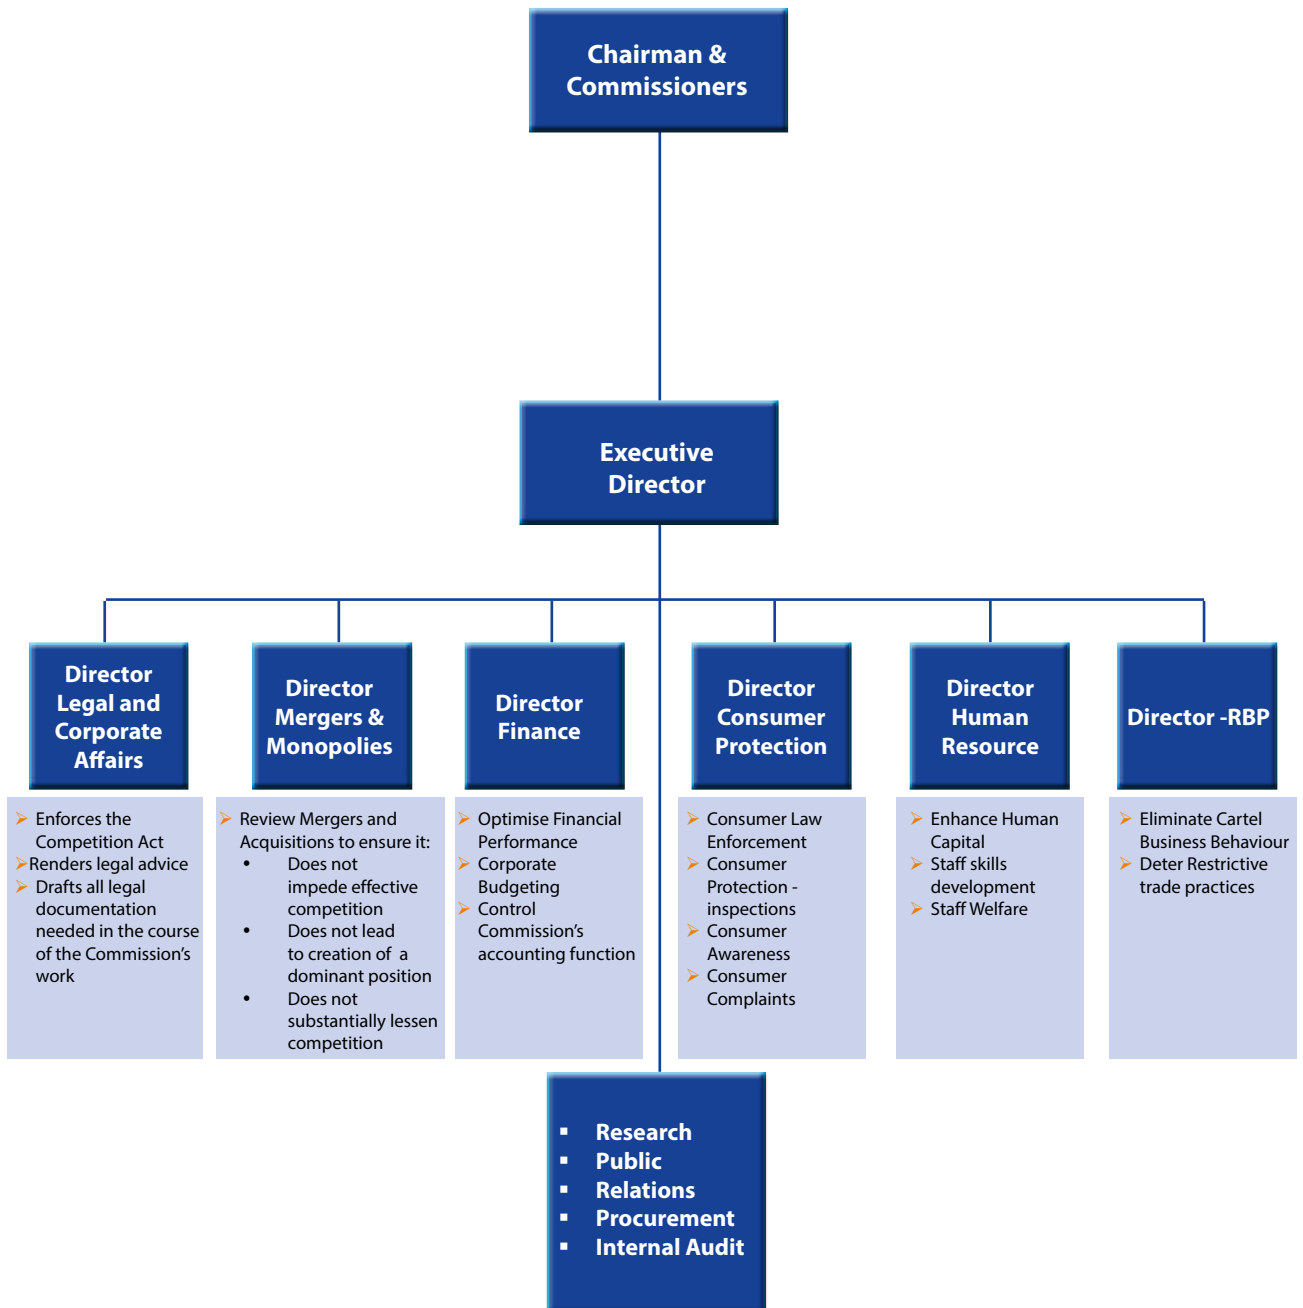 Chairman &
Commissioners
Executive
Director
Director
Legal and
Corporate
Affairs
➢ Enforces the
Competition Act
➢Renders legal advice
➢ Drafts all legal
documentation
needed in the course
of the Commission's
work
Director
Mergers &
Monopolies
➢ Review Mergers and
Acquisitions to ensure it:
• Does not
impede effective
competition
• Does not lead
to creation of a
dominant position
• Does not
substantially lessen
competition
Director
Finance
➢ Optimise Financial
Performance
➢ Corporate
Budgeting
➢ Control
Commission's
accounting function
Director
Consumer
Protection
➢ Consumer Law
Enforcement
➢ Consumer
Protection -
inspections
➢ Consumer
Awareness
➢ Consumer
Complaints
Director
Human
Resource
➢ Enhance Human
Capital
➢ Staff skills
development
➢ Staff Welfare
Director -RBP
➢ Eliminate Cartel
Business Behaviour
➢ Deter Restrictive
trade practices
▪ Research
▪ Public
▪ Relations
▪ Procurement
▪ Internal Audit